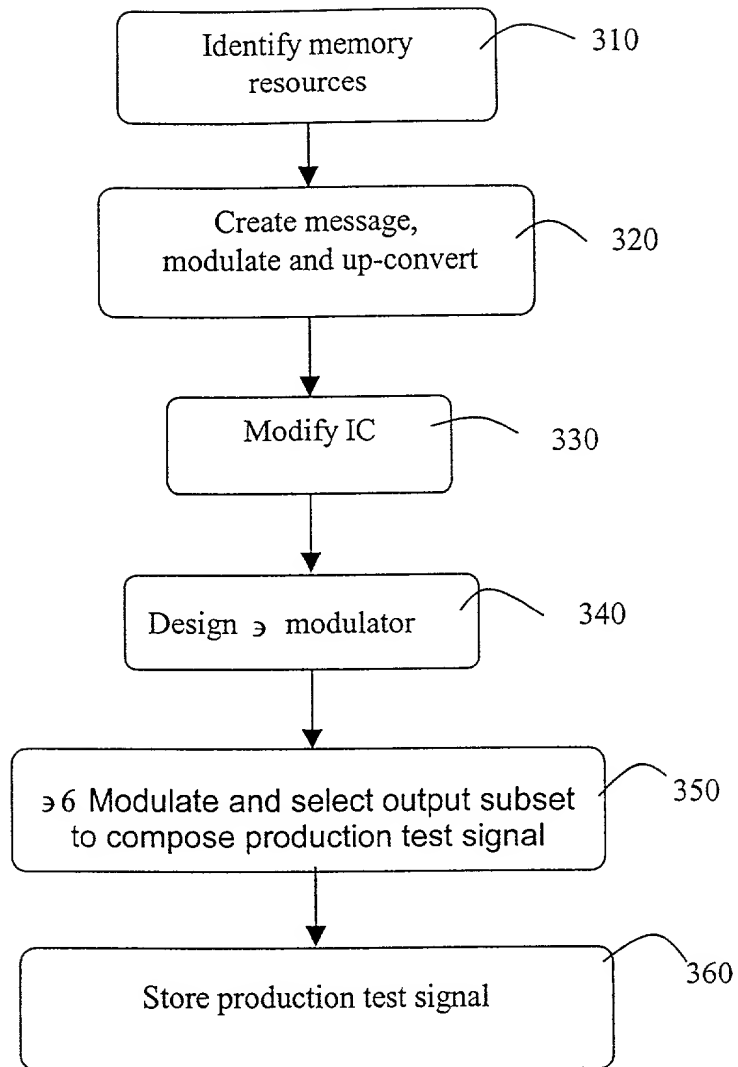 Identify memory
resources
310
Create message,
modulate and up-convert
320
Modify IC
330
Design ϶ modulator
340
϶6 Modulate and select output subset
to compose production test signal
350
Store production test signal
360